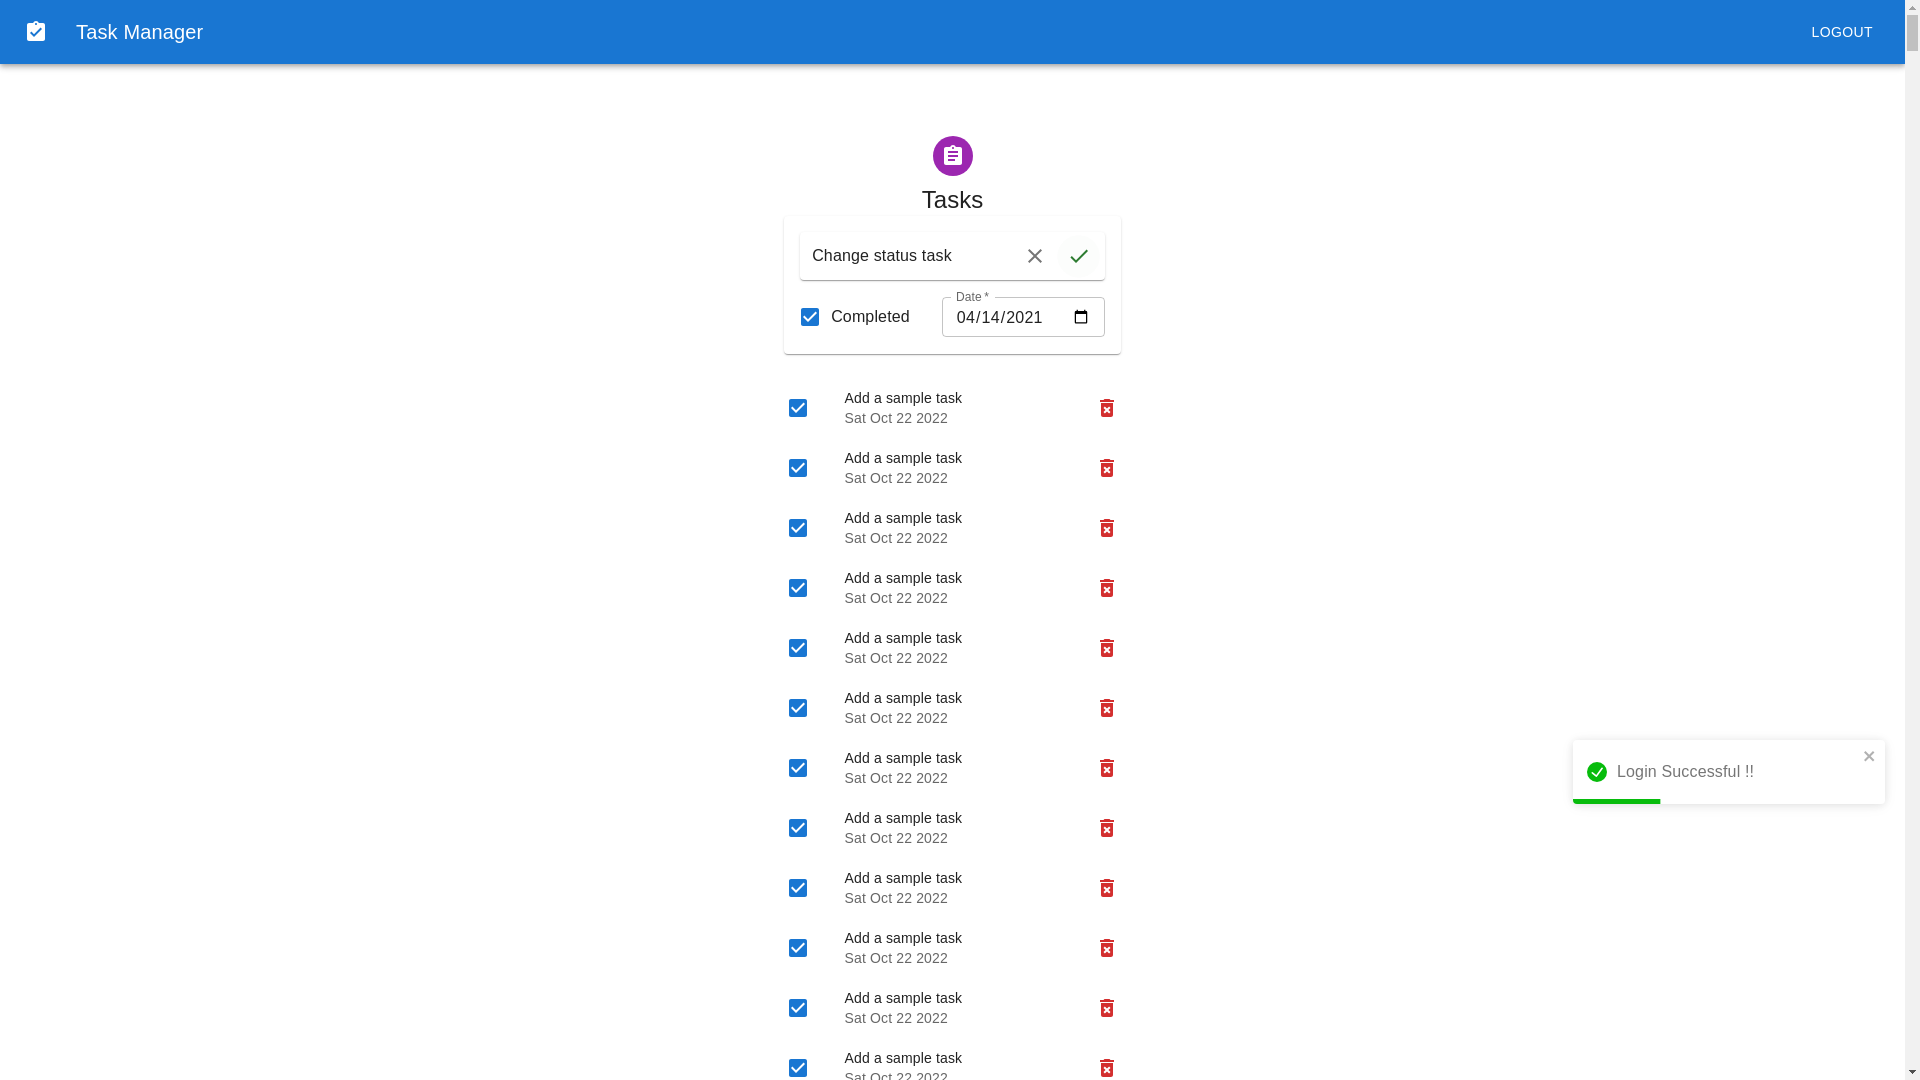 Task Manager
LOGOUT
Tasks
Change status task
Completed
Date *
04/14/2021
Add a sample task
Sat Oct 22 2022
Add a sample task
Sat Oct 22 2022
Add a sample task
Sat Oct 22 2022
Add a sample task
Sat Oct 22 2022
Add a sample task
Sat Oct 22 2022
Add a sample task
Sat Oct 22 2022
Add a sample task
Sat Oct 22 2022
Login Successful !!
Add a sample task
Sat Oct 22 2022
Add a sample task
Sat Oct 22 2022
Add a sample task
Sat Oct 22 2022
Add a sample task
Sat Oct 22 2022
Add a sample task
Sat Oct 22 2022